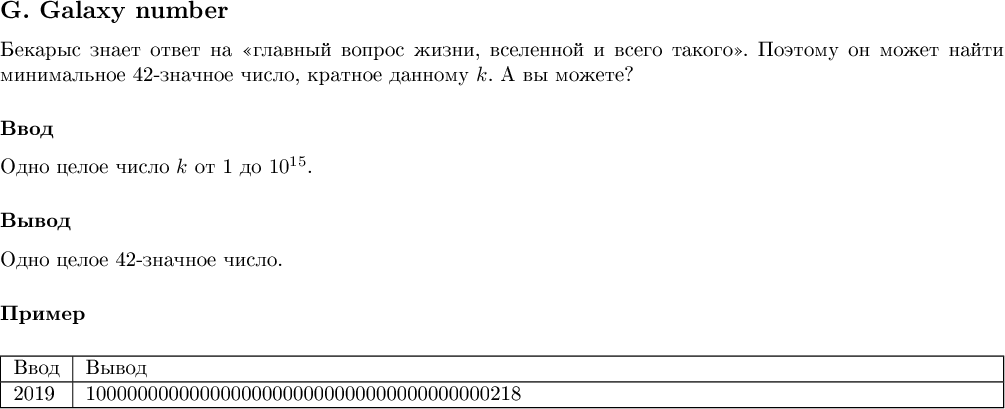 G. Galaxy number
Бекарыс знает ответ на «главный вопрос жизни, вселенной и всего такого». Поэтому он может найти
минимальное 42-значное число, кратное данному k. А вы можете?
Ввод
Одно целое число k от 1 до 10¹⁵.
Вывод
Одно целое 42-значное число.
Пример
Ввод Вывод
2019 100000000000000000000000000000000000000218